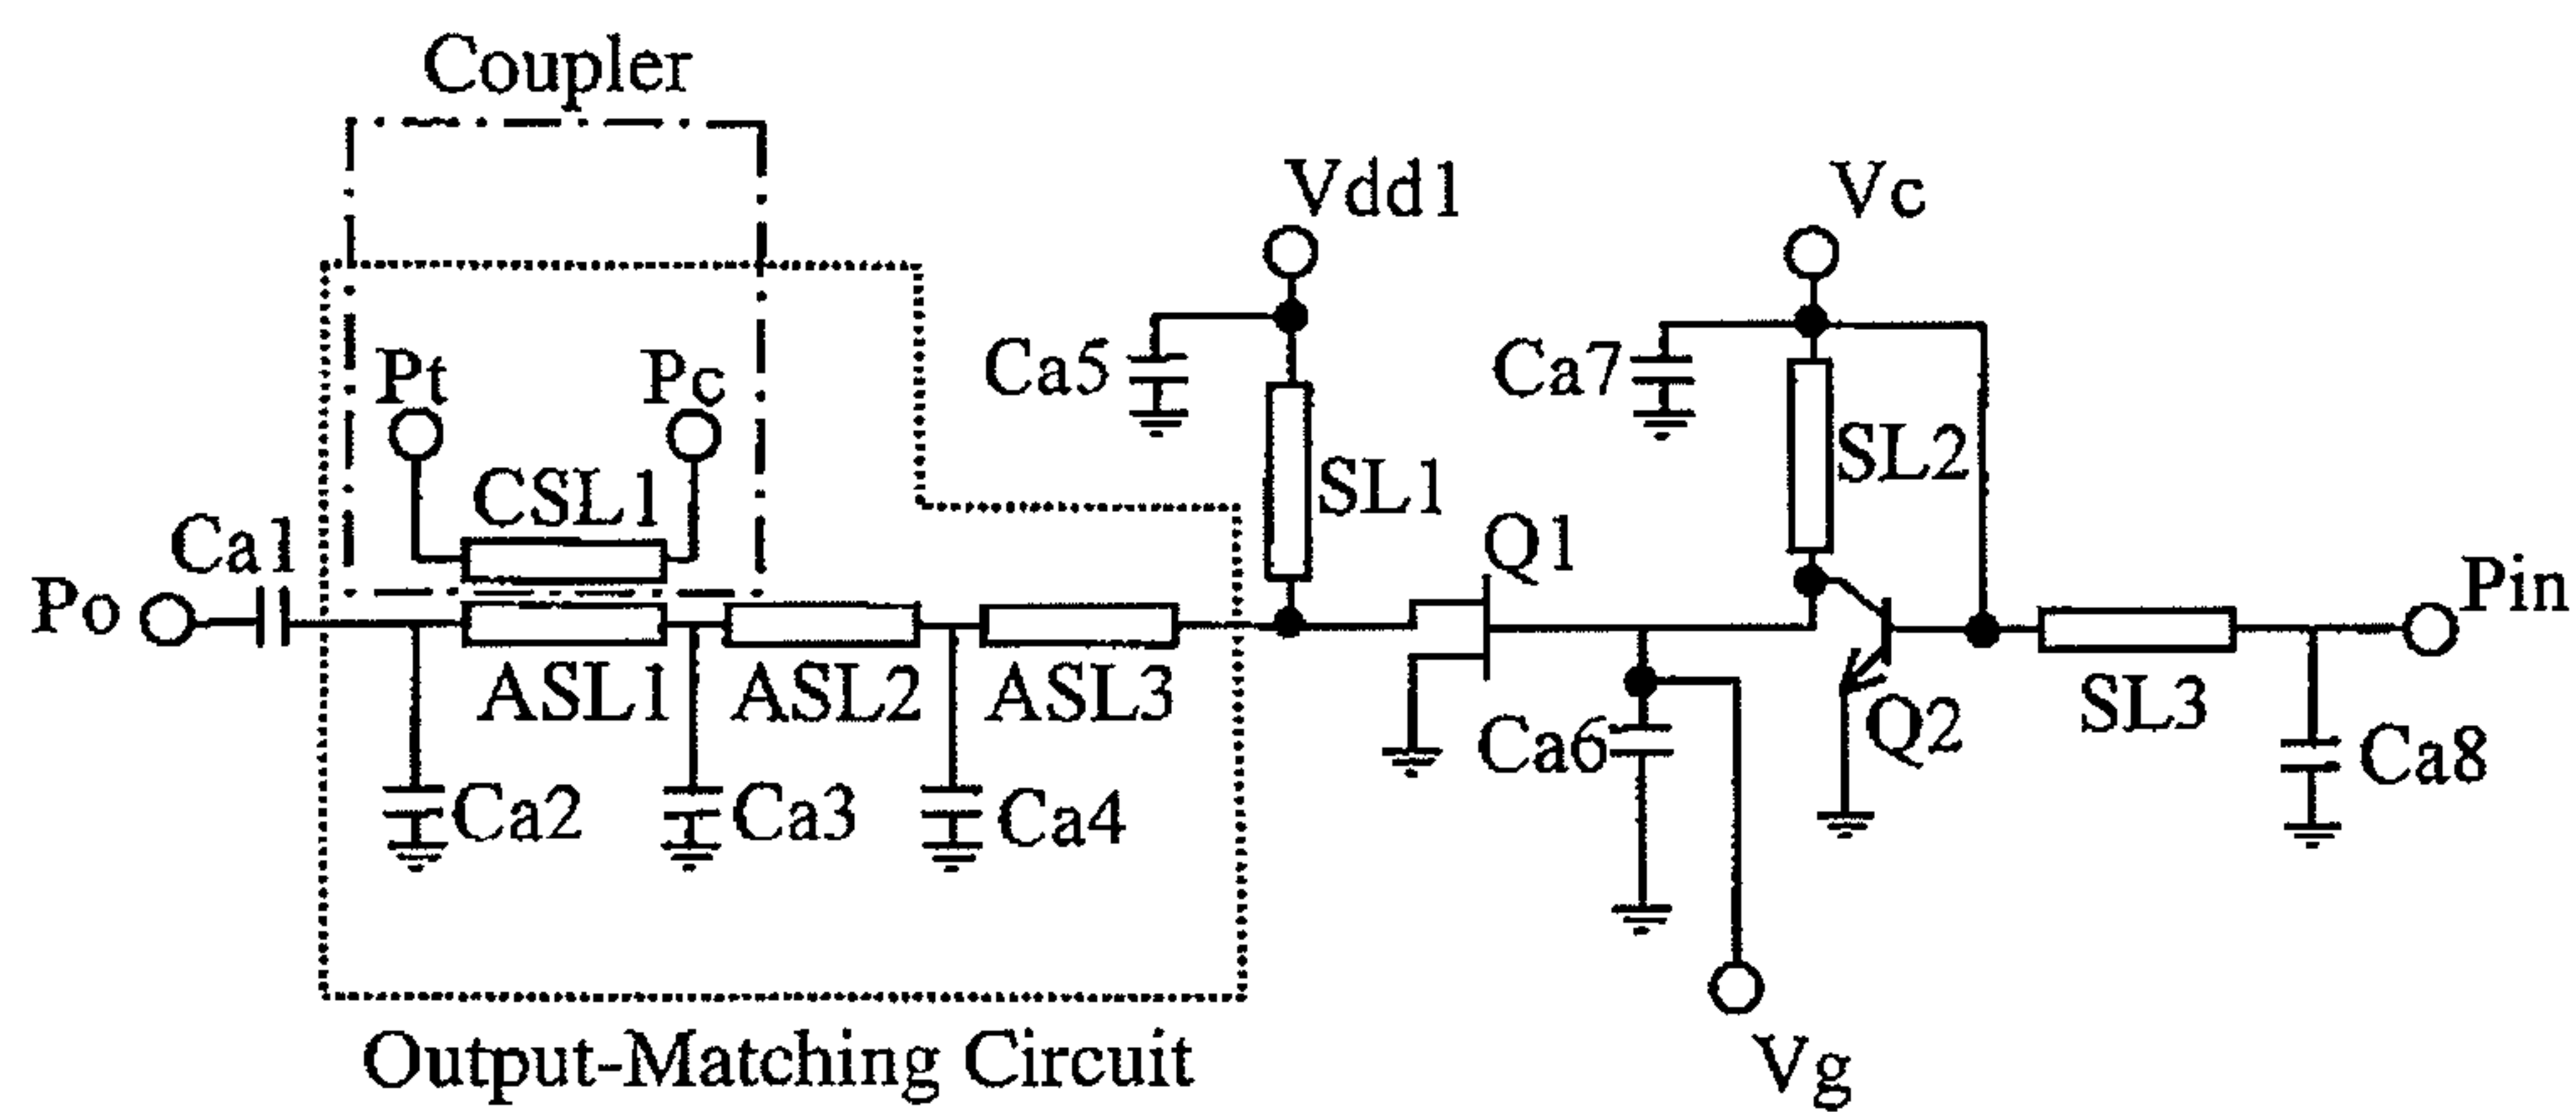 Coupler
Vdd1
Vc
Pt
Pc
Ca5
Ca7
SL2
CSL1
SL1
Ca1
Q1
Po
Pin
ASL1
ASL2
ASL3
Ca6
Q2
SL3
Ca8
Ca2
Ca3
Ca4
Output-Matching Circuit
Vg